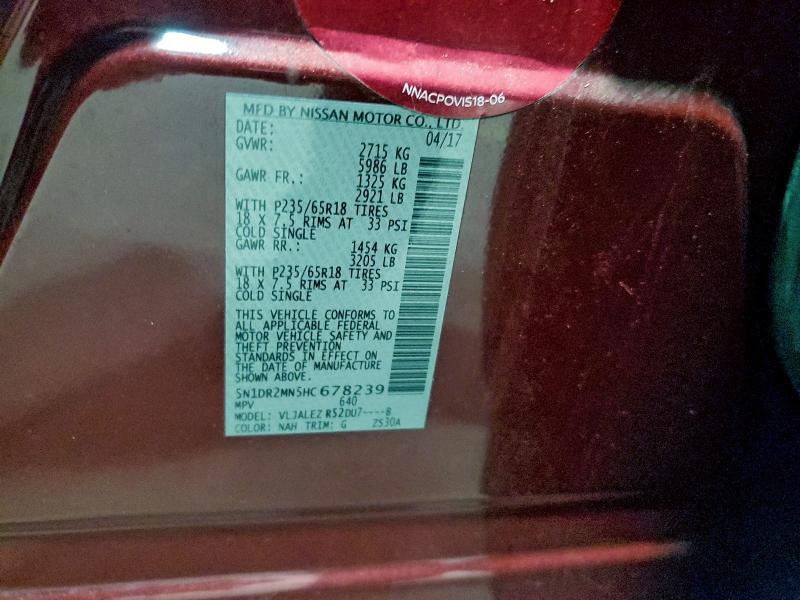 NNACPOVIS18-06
MFD BY NISSAN MOTOR CO., LTD.
DATE: 04/17
GVWR: 2715 KG
5986 LB
GAWR FR.: 1325 KG
2921 LB
WITH P235/65R18 TIRES
18 X 7.5 RIMS AT 33 PSI
COLD SINGLE
GAWR RR.: 1454 KG
3205 LB
WITH P235/65R18 TIRES
18 X 7.5 RIMS AT 33 PSI
COLD SINGLE
THIS VEHICLE CONFORMS TO
ALL APPLICABLE FEDERAL
MOTOR VEHICLE SAFETY AND
THEFT PREVENTION
STANDARDS IN EFFECT ON
THE DATE OF MANUFACTURE
SHOWN ABOVE.
5N1DR2MN5HC678239
MPV 640
MODEL: VLJALEZ R52DU7----B
COLOR: NAH TRIM: G ZS30A